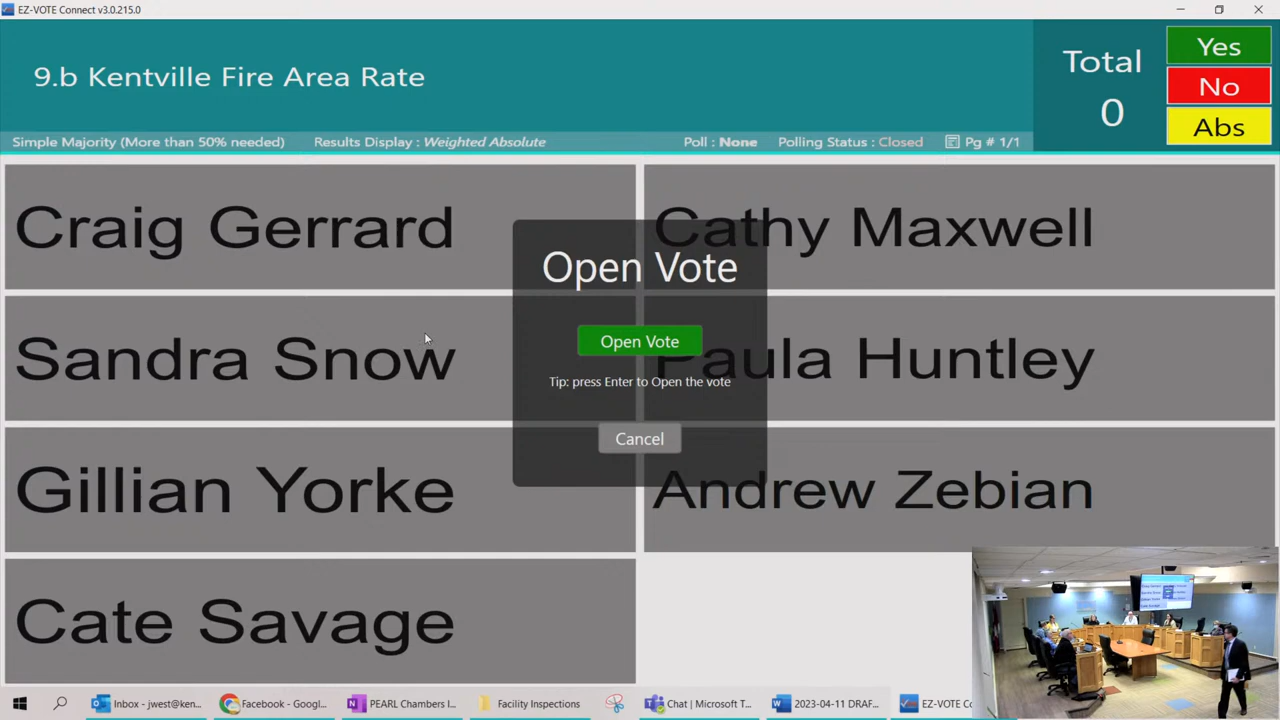 EZ-VOTE Connect v3.0.215.0
9.b Kentville Fire Area Rate
Total
0
Yes
No
Abs
Simple Majority (More than 50% needed) Results Display : Weighted Absolute Poll : None Polling Status : Closed Pg # 1/1
Craig Gerrard
Cathy Maxwell
Sandra Snow
Paula Huntley
Gillian Yorke
Andrew Zebian
Cate Savage
Open Vote
Open Vote
Tip: press Enter to Open the vote
Cancel
Inbox - jwest@ken... Facebook - Googl... PEARL Chambers I... Facility Inspections Chat | Microsoft T... 2023-04-11 DRAF... EZ-VOTE Co